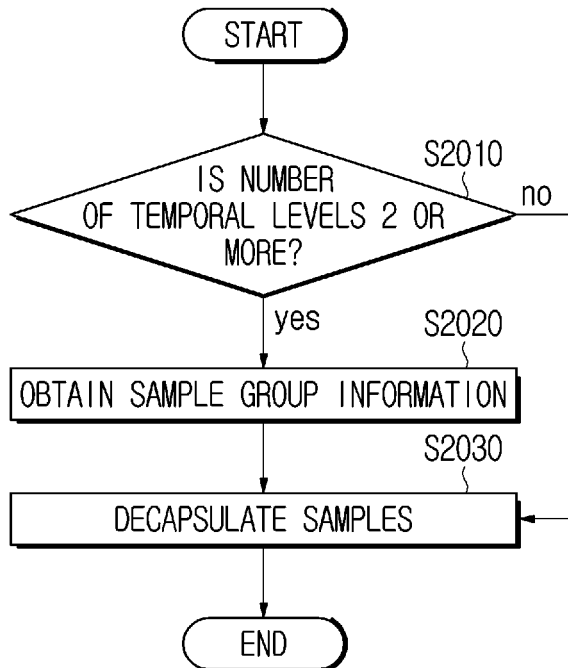 START
S2010
IS NUMBER
OF TEMPORAL LEVELS 2 OR
MORE?
no
yes
S2020
OBTAIN SAMPLE GROUP INFORMATION
S2030
DECAPSULATE SAMPLES
END